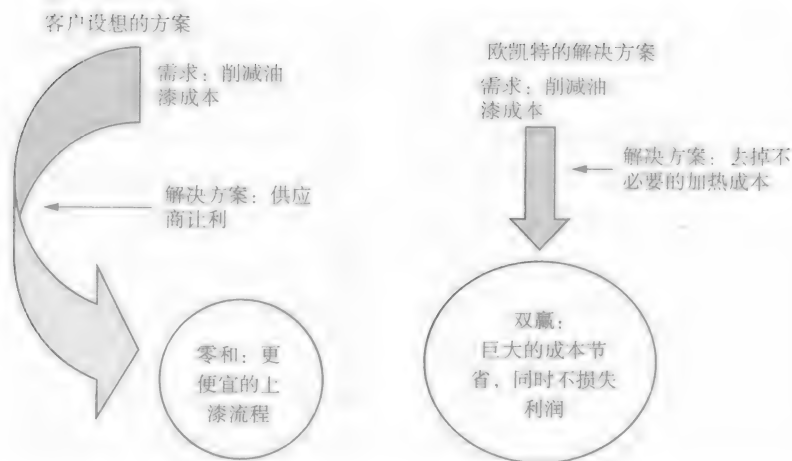 客户设想的方案
需求：削减油
漆成本
解决方案：供应
商让利
零和：更
便宜的上
漆流程
欧凯特的解决方案
需求：削减油
漆成本
解决方案：去掉不
必要的加热成本
双赢：
巨大的成本节
省，同时不损失
利润